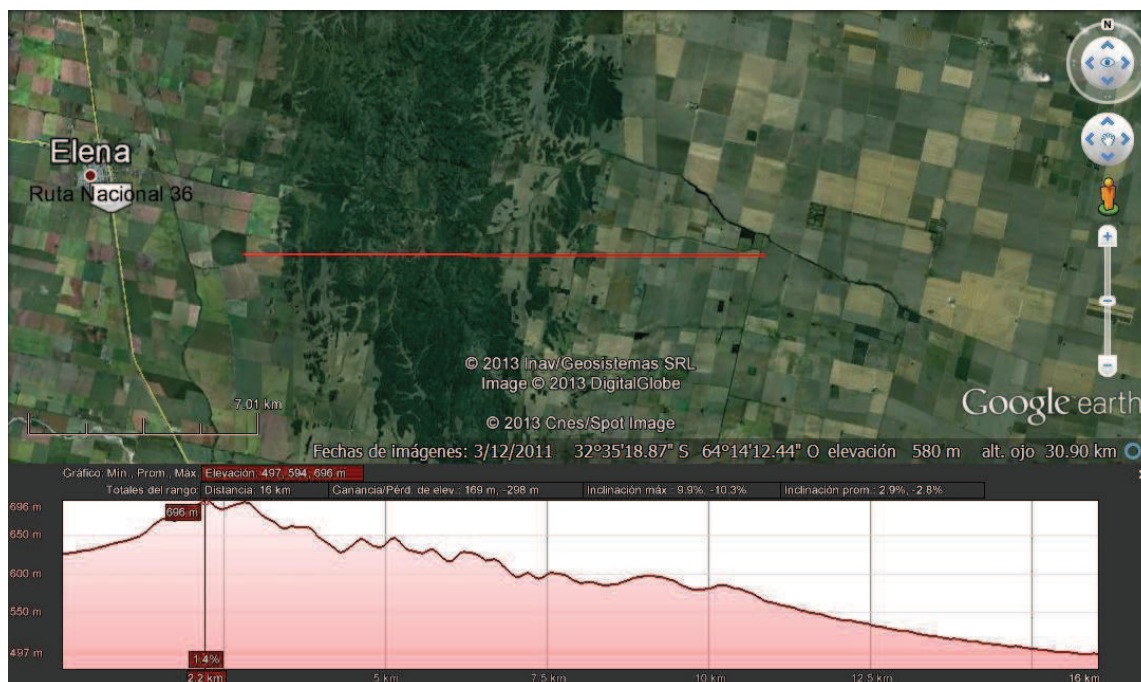 N
Elena
Ruta Nacional 36
© 2013 Inav/Geosistemas SRL
Image © 2013 DigitalGlobe
7.01 km
© 2013 Cnes/Spot Image
Google earth
Fechas de imágenes: 3/12/2011 32°35'18.87" S 64°14'12.44" O elevación 580 m alt. ojo 30.90 km
Gráfico: Mín., Prom., Máx. Elevación: 497, 594, 696 m
Totales del rango: Distancia: 16 km Ganancia/Pérd. de elev.: 169 m, -298 m Inclinación máx.: 9.9%, -10.3% Inclinación prom.: 2.9%, -2.8%
696 m
696 m
650 m
600 m
550 m
497 m
1.4%
2.2 km 5 km 7.5 km 10 km 12.5 km 16 km